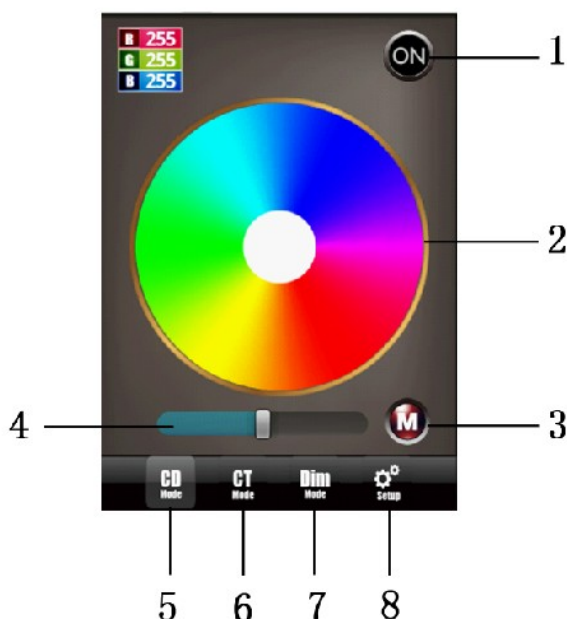 R 255
G 255
B 255
ON
1
2
3
4
M
CD
Mode
CT
Mode
Dim
Mode
Setup
5 6 7 8